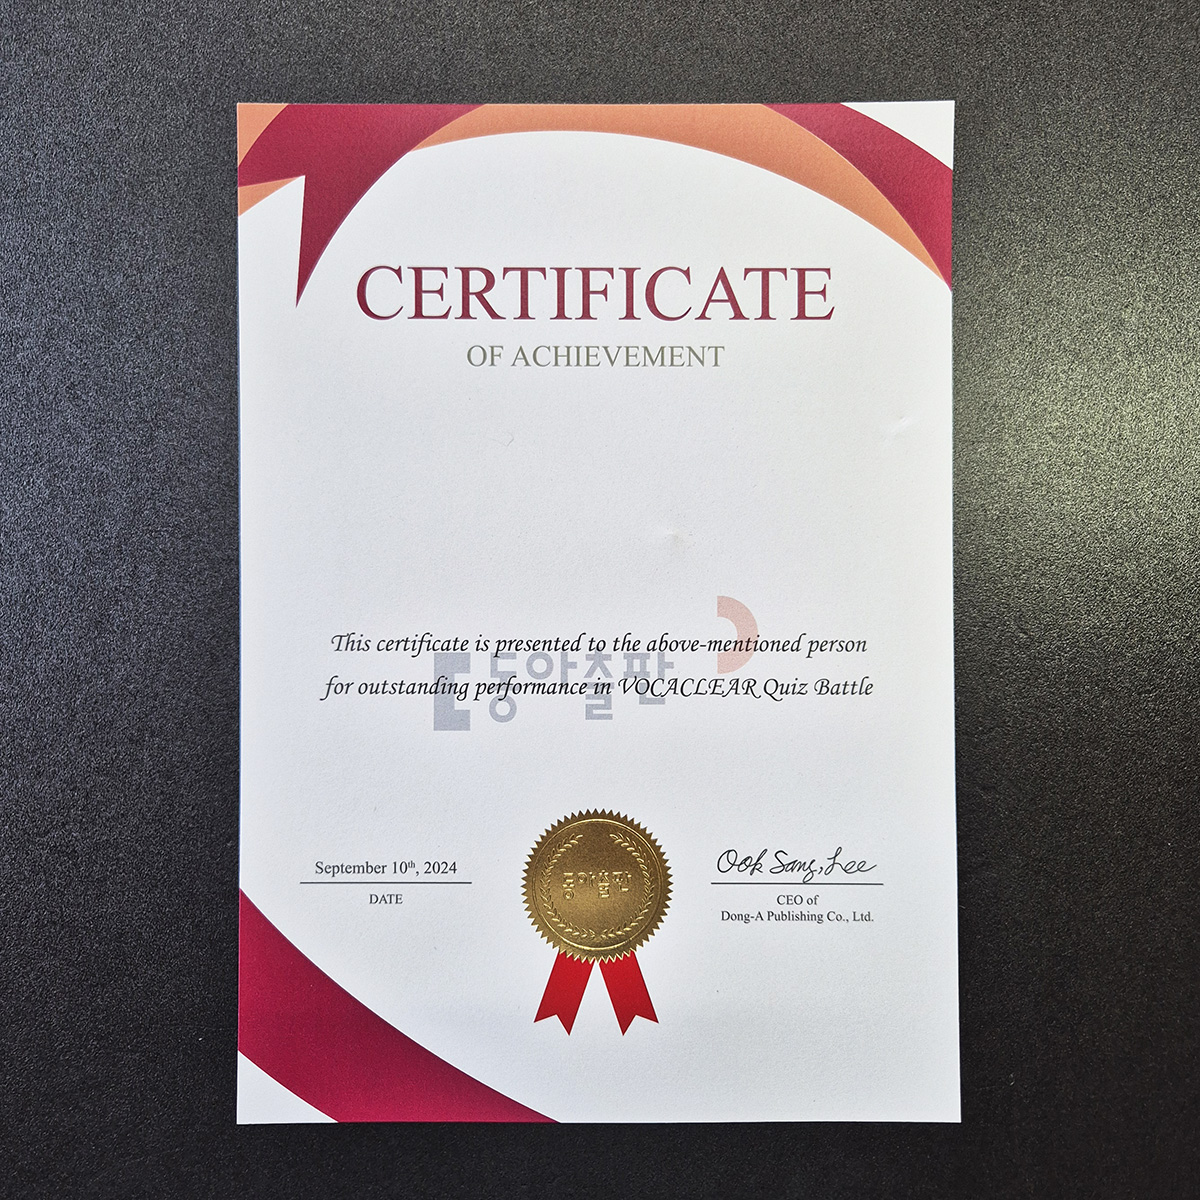 CERTIFICATE
OF ACHIEVEMENT
This certificate is presented to the above-mentioned person
동아출판
for outstanding performance in VOCACLEAR Quiz Battle
동아출판
September 10th, 2024
DATE
Ook Sang, Lee
CEO of
Dong-A Publishing Co., Ltd.